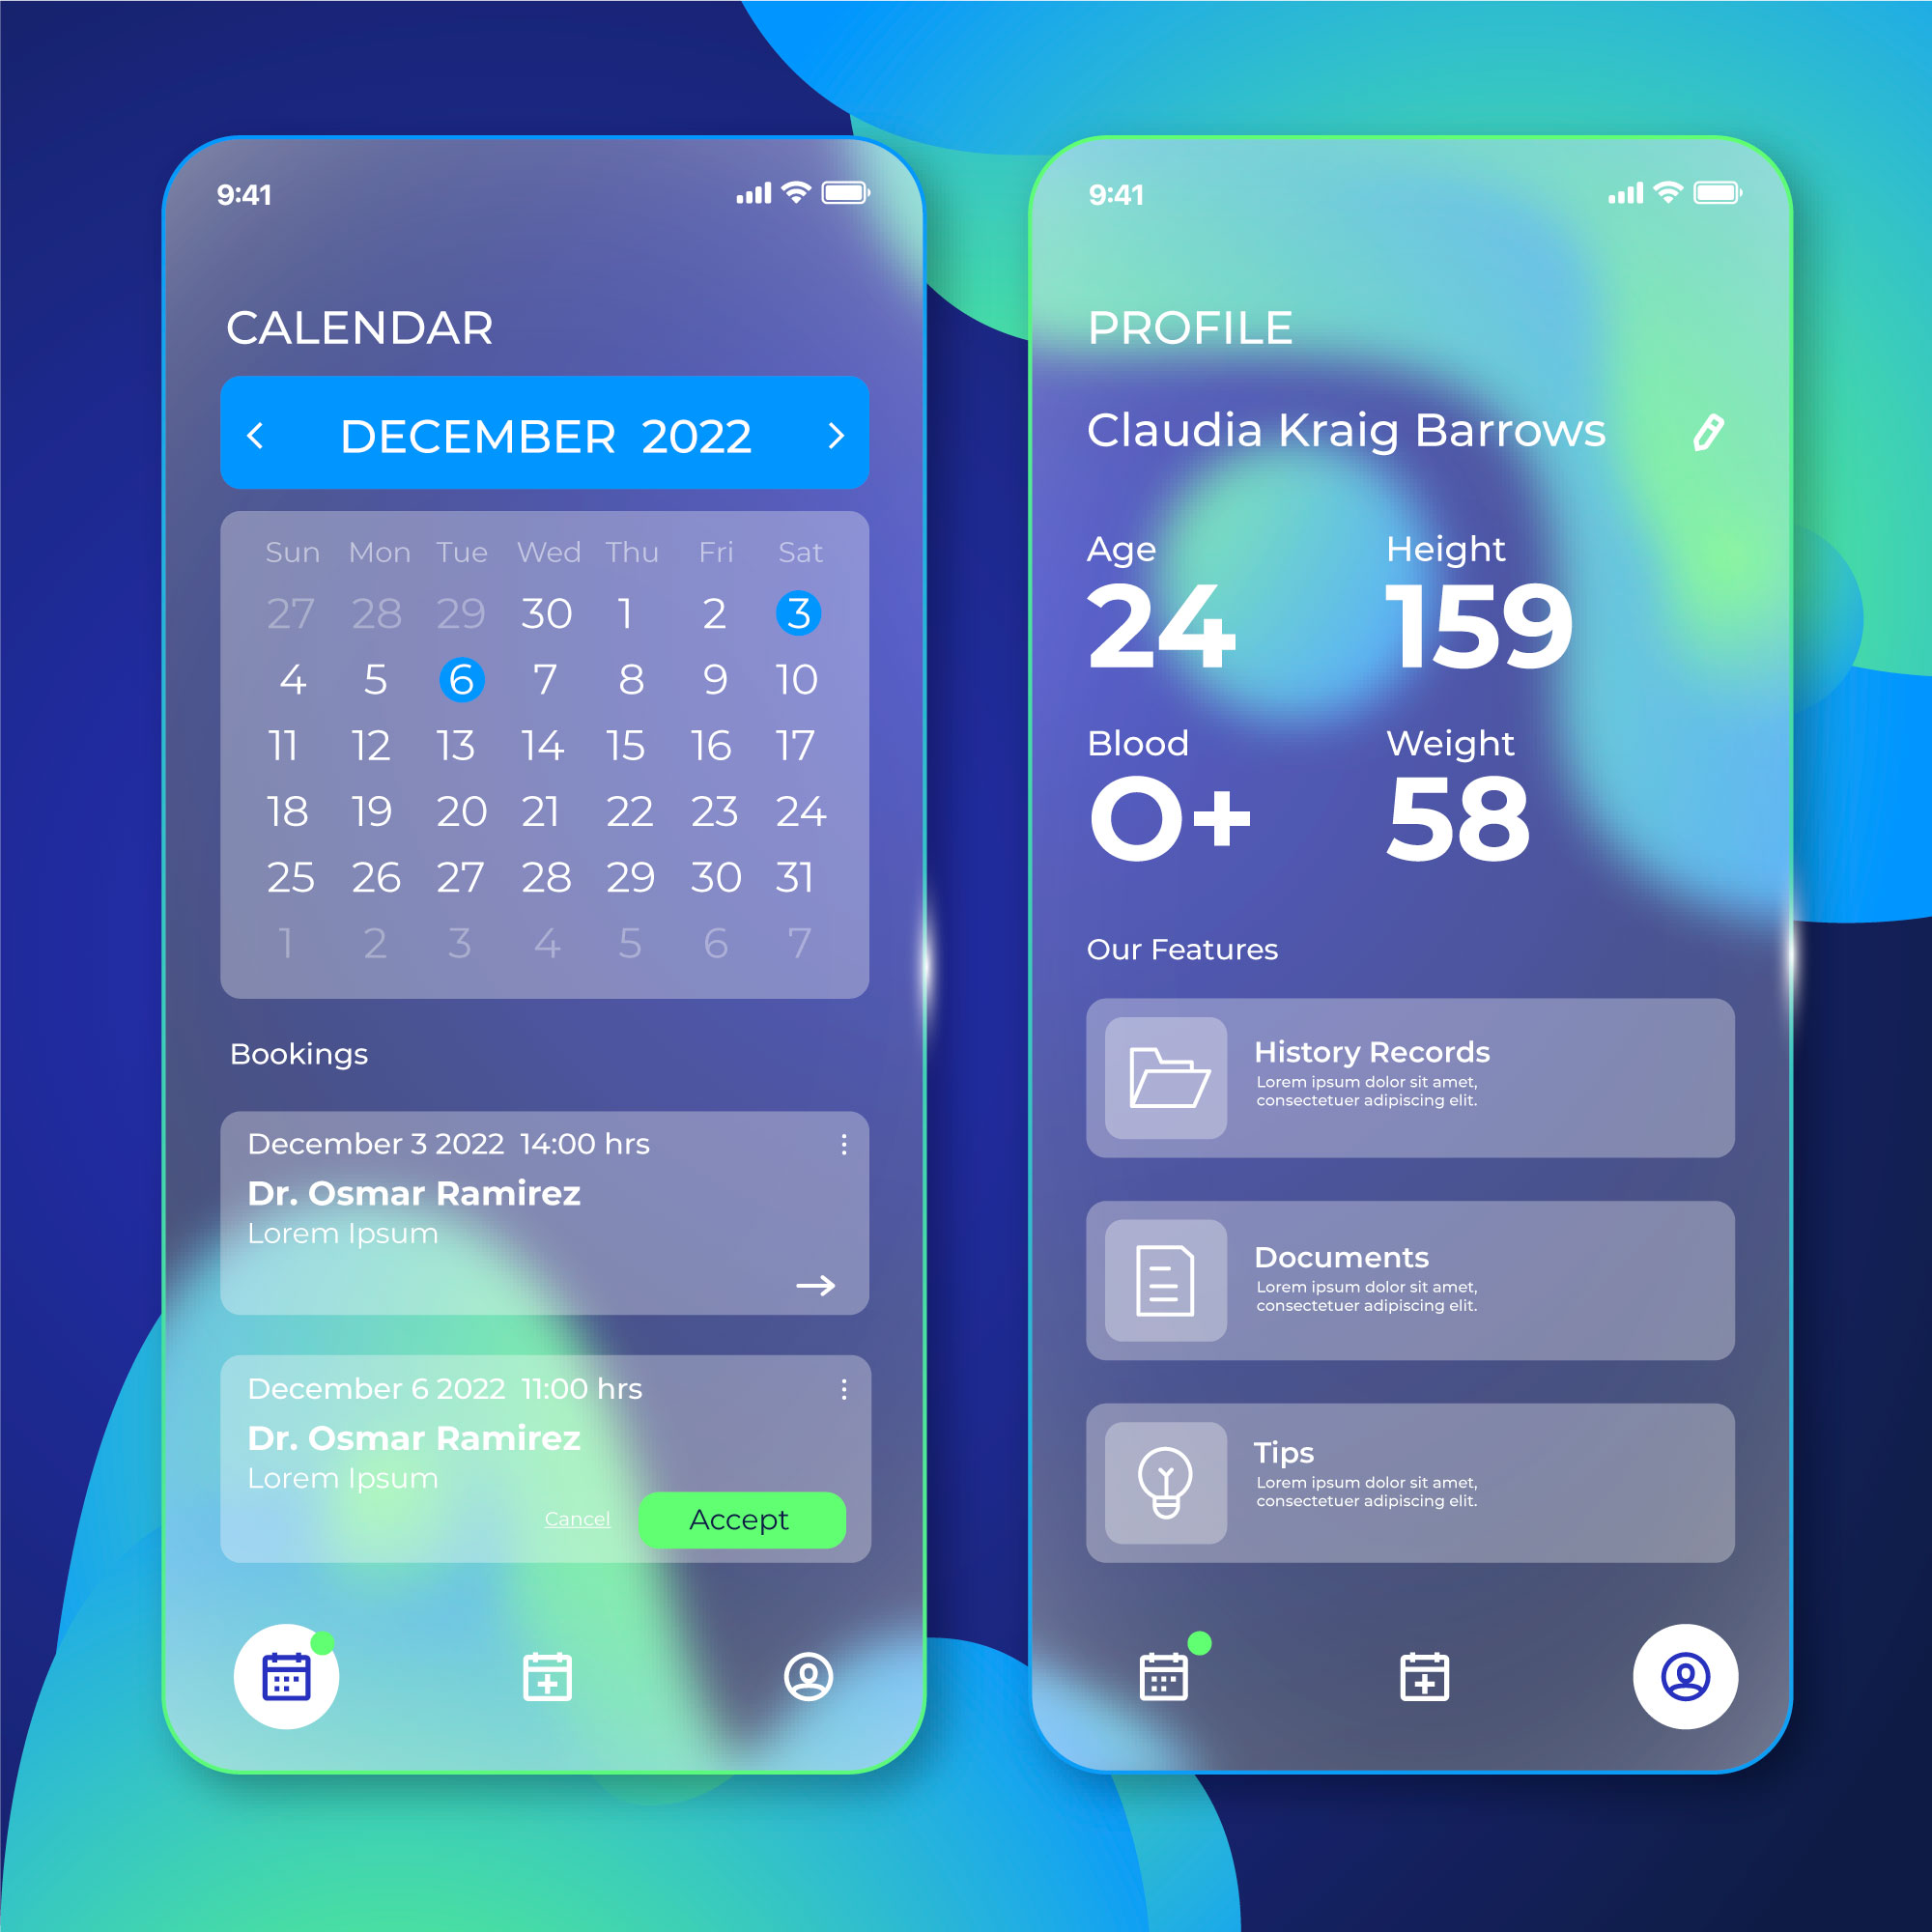 9:41
CALENDAR
DECEMBER 2022
Sun Mon Tue Wed Thu Fri Sat
27 28 29 30 1 2 3
4 5 6 7 8 9 10
11 12 13 14 15 16 17
18 19 20 21 22 23 24
25 26 27 28 29 30 31
1 2 3 4 5 6 7
Bookings
December 3 2022 14:00 hrs
Dr. Osmar Ramirez
Lorem Ipsum
December 6 2022 11:00 hrs
Dr. Osmar Ramirez
Lorem Ipsum
Cancel Accept
9:41
PROFILE
Claudia Kraig Barrows
Age Height
24 159
Blood Weight
O+ 58
Our Features
History Records
Lorem ipsum dolor sit amet,
consectetuer adipiscing elit.
Documents
Lorem ipsum dolor sit amet,
consectetuer adipiscing elit.
Tips
Lorem ipsum dolor sit amet,
consectetuer adipiscing elit.